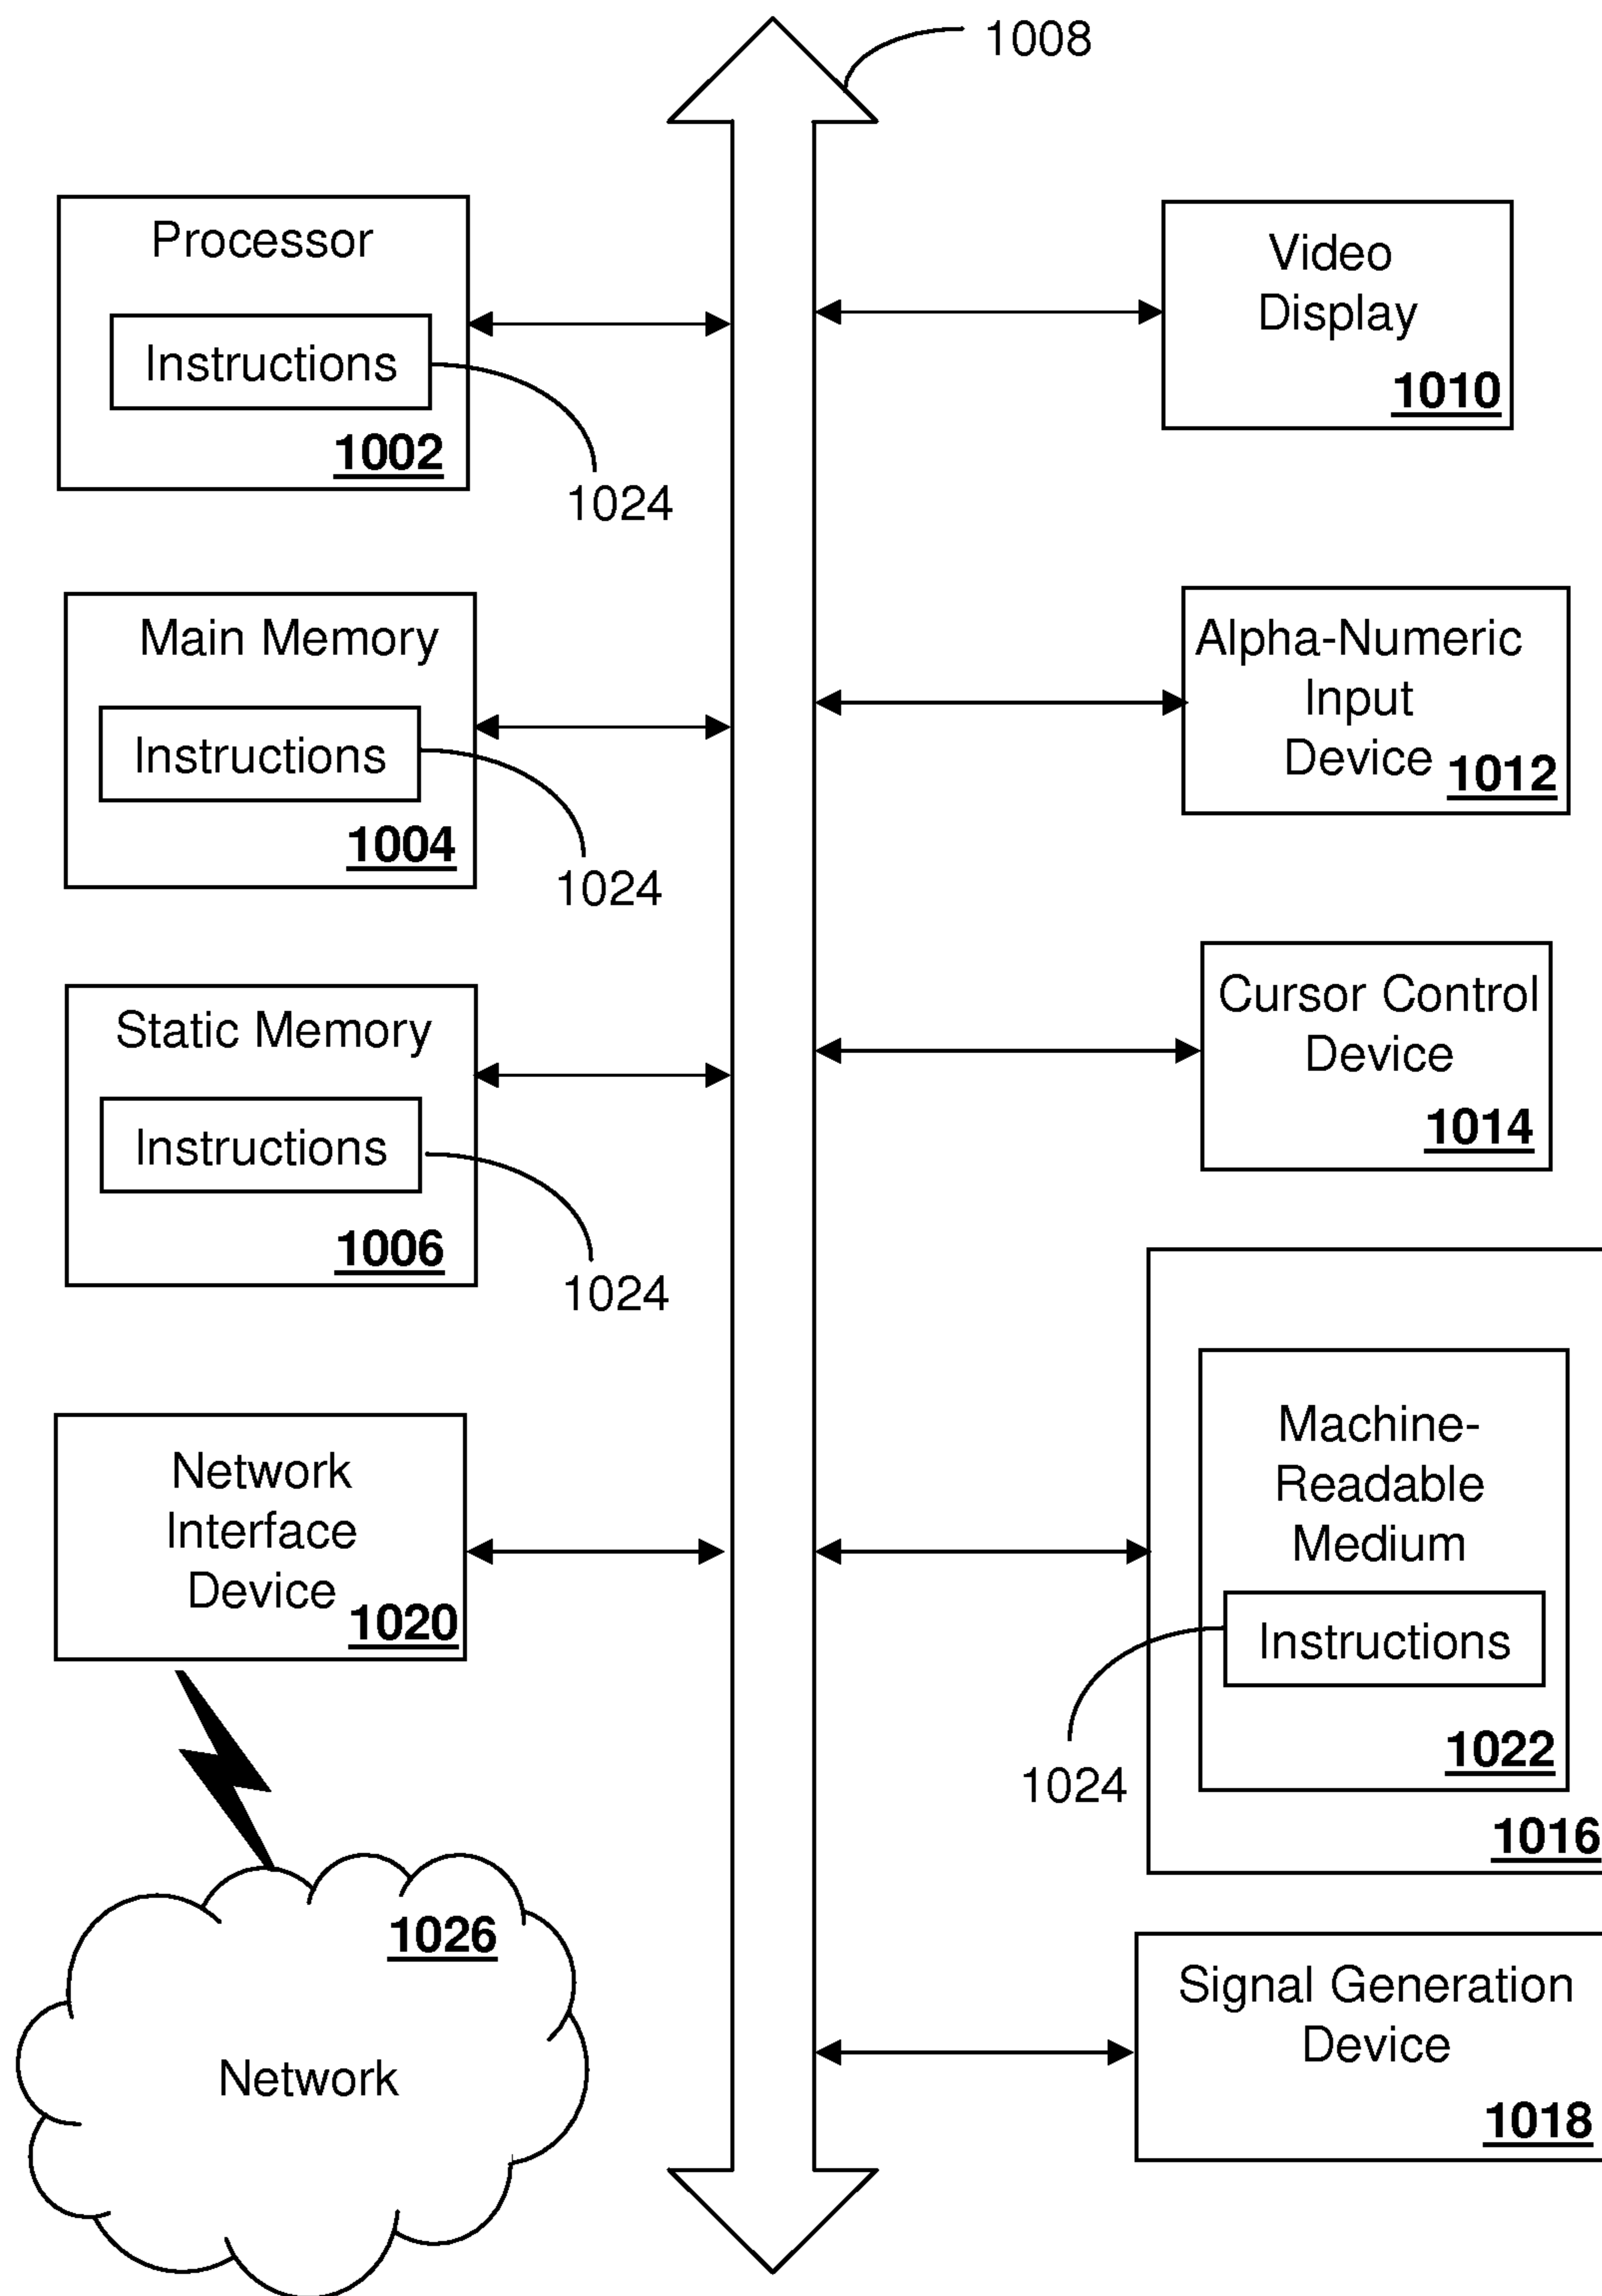 1008
Processor
Instructions
1002
1024
Main Memory
Instructions
1004
1024
Static Memory
Instructions
1006
1024
Network
Interface
Device
1020
1026
Network
Video
Display
1010
Alpha-Numeric
Input
Device
1012
Cursor Control
Device
1014
Machine-
Readable
Medium
Instructions
1022
1024
1016
Signal Generation
Device
1018